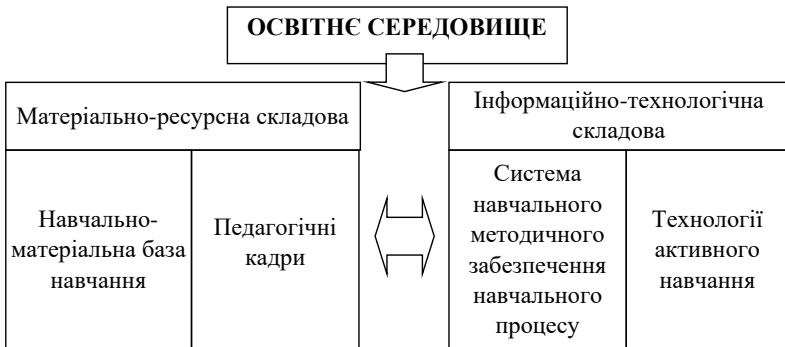 ОСВІТНЄ СЕРЕДОВИЩЕ
Матеріально-ресурсна складова
Інформаційно-технологічна
складова
Навчально-
матеріальна база
навчання
Педагогічні
кадри
Система
навчального
методичного
забезпечення
навчального
процесу
Технології
активного
навчання